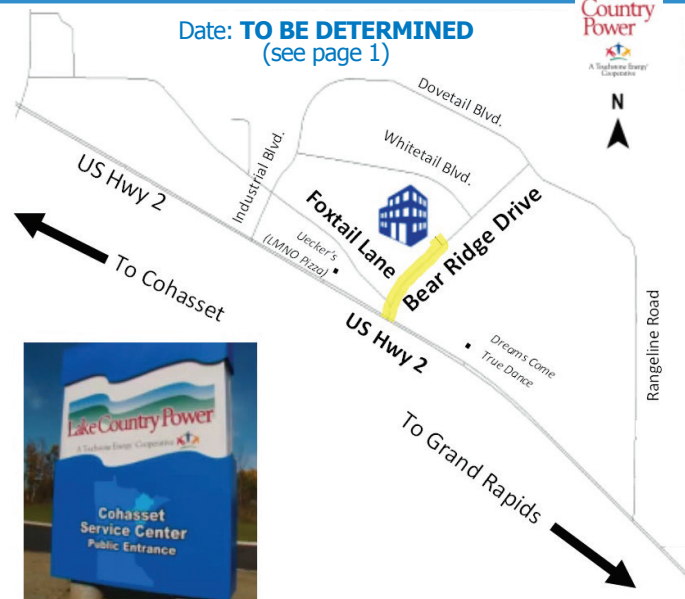 Date: TO BE DETERMINED
(see page 1)
Country
Power
A Touchstone Energy®
Cooperative
N
Dovetail Blvd.
Whitetail Blvd.
Industrial Blvd.
US Hwy 2
Foxtail Lane
Bear Ridge Drive
Uecker's
(LMNO Pizza)
To Cohasset
US Hwy 2
Dreams Come
True Dance
Rangeline Road
To Grand Rapids
Lake Country Power
A Touchstone Energy® Cooperative
Cohasset
Service Center
Public Entrance